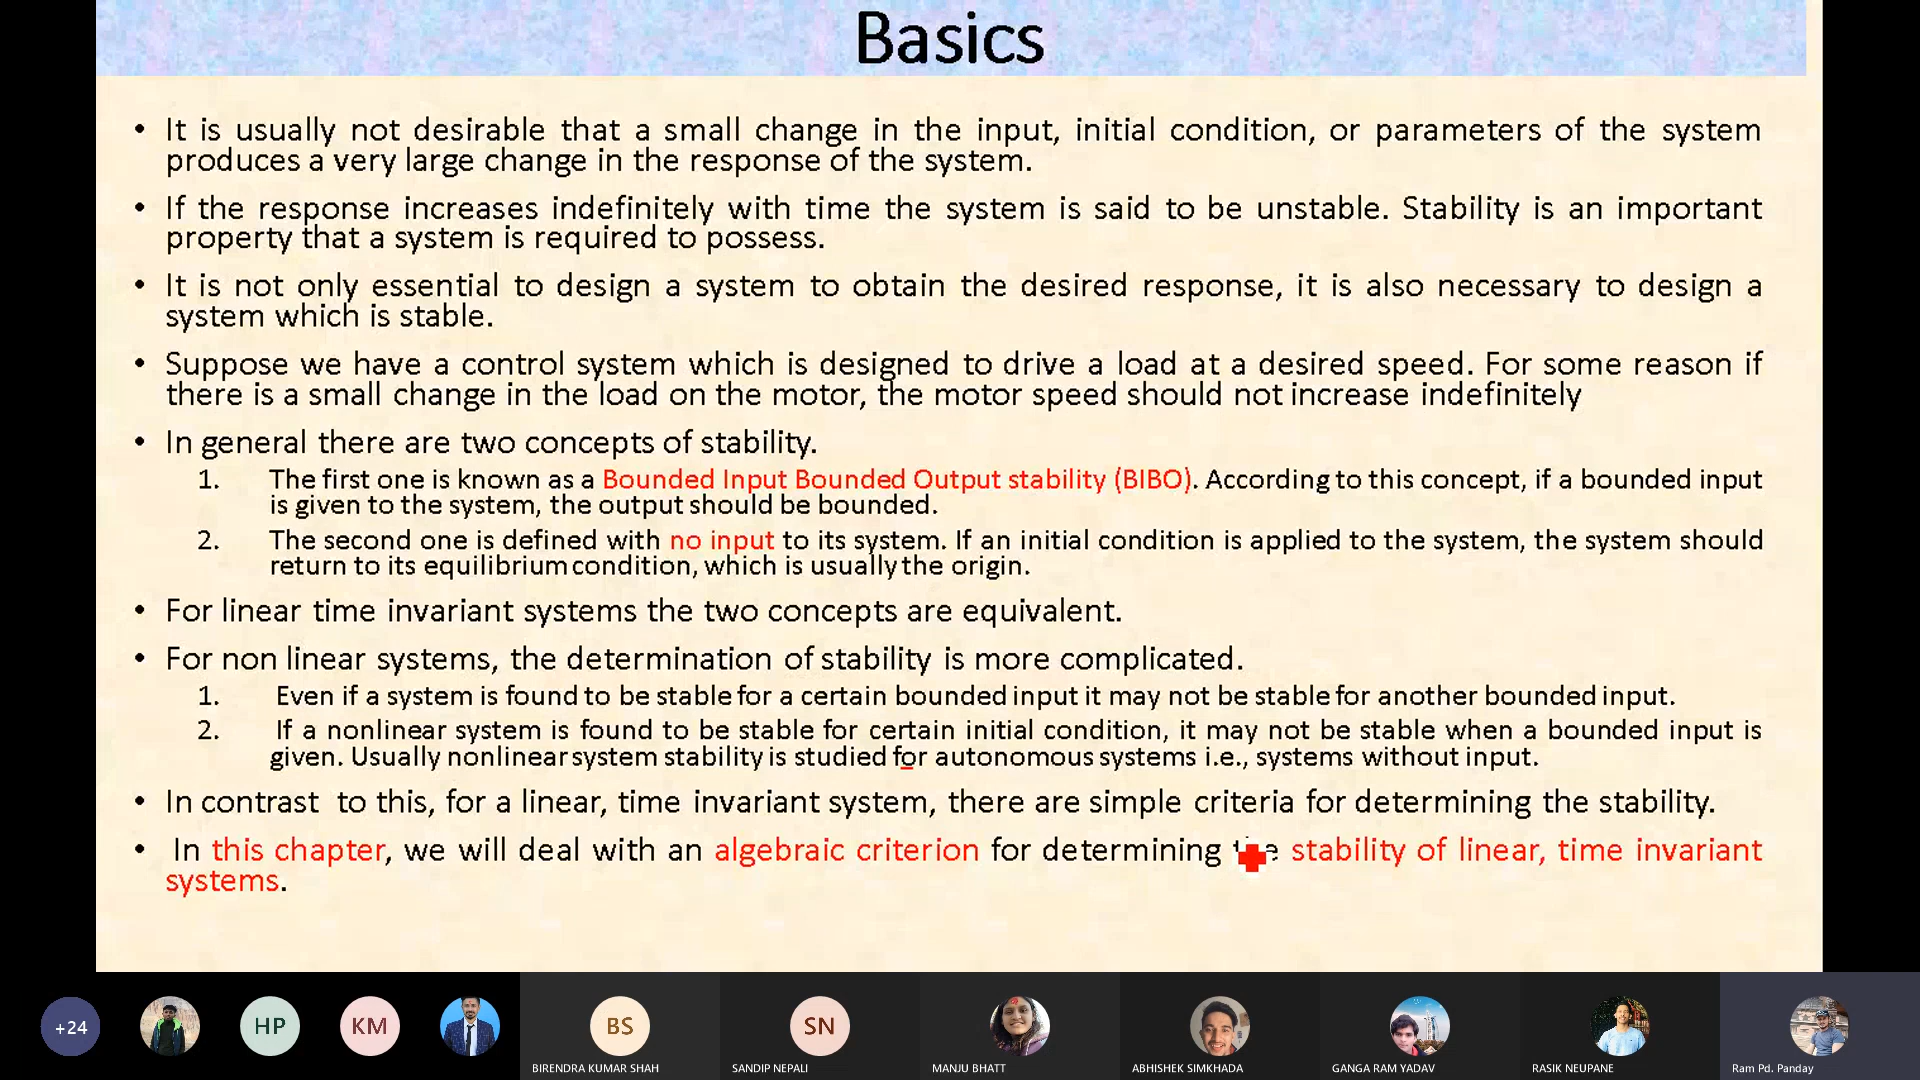 Basics
• It is usually not desirable that a small change in the input, initial condition, or parameters of the system
produces a very large change in the response of the system.
• If the response increases indefinitely with time the system is said to be unstable. Stability is an important
property that a system is required to possess.
• It is not only essential to design a system to obtain the desired response, it is also necessary to design a
system which is stable.
• Suppose we have a control system which is designed to drive a load at a desired speed. For some reason if
there is a small change in the load on the motor, the motor speed should not increase indefinitely
• In general there are two concepts of stability.
1. The first one is known as a Bounded Input Bounded Output stability (BIBO). According to this concept, if a bounded input
is given to the system, the output should be bounded.
2. The second one is defined with no input to its system. If an initial condition is applied to the system, the system should
return to its equilibrium condition, which is usually the origin.
• For linear time invariant systems the two concepts are equivalent.
• For non linear systems, the determination of stability is more complicated.
1. Even if a system is found to be stable for a certain bounded input it may not be stable for another bounded input.
2. If a nonlinear system is found to be stable for certain initial condition, it may not be stable when a bounded input is
given. Usually nonlinear system stability is studied for autonomous systems i.e., systems without input.
• In contrast to this, for a linear, time invariant system, there are simple criteria for determining the stability.
• In this chapter, we will deal with an algebraic criterion for determining the stability of linear, time invariant
systems.
+24 HP KM BS SN
BIRENDRA KUMAR SHAH SANDIP NEPALI MANJU BHATT ABHISHEK SIMKHADA GANGA RAM YADAV RASIK NEUPANE Ram Pd. Panday